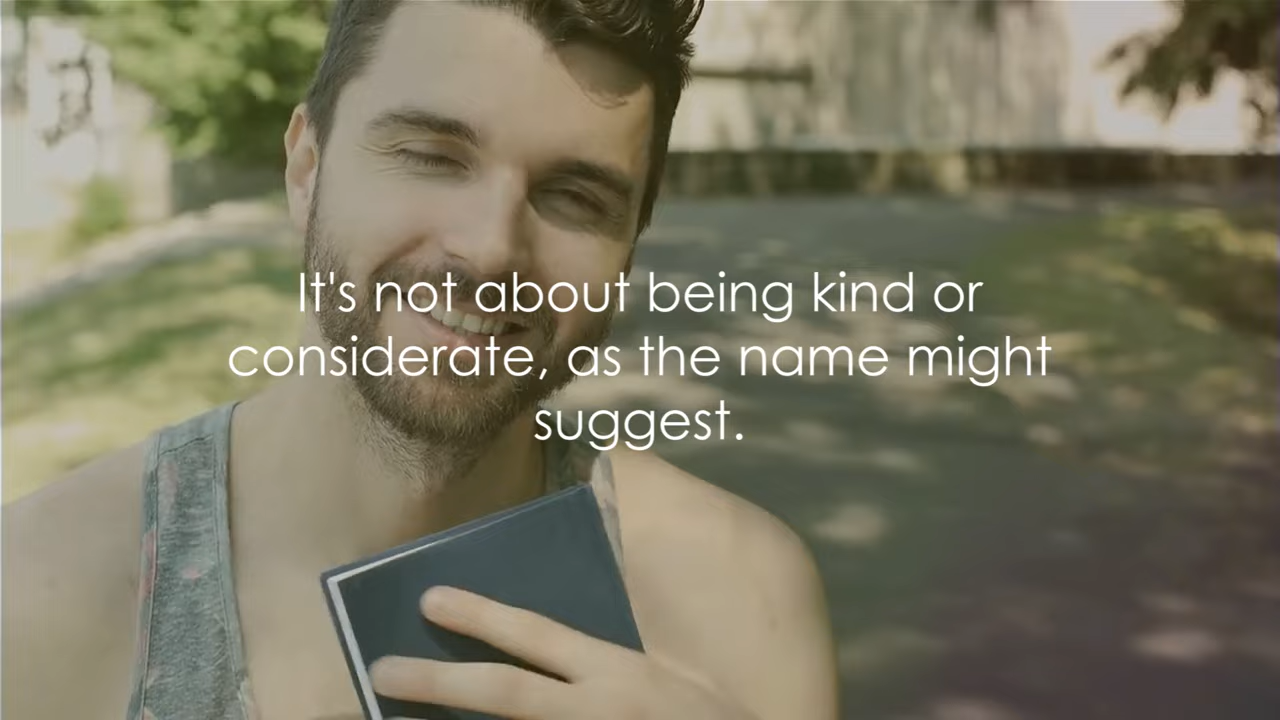 It's not about being kind or
considerate, as the name might
suggest.